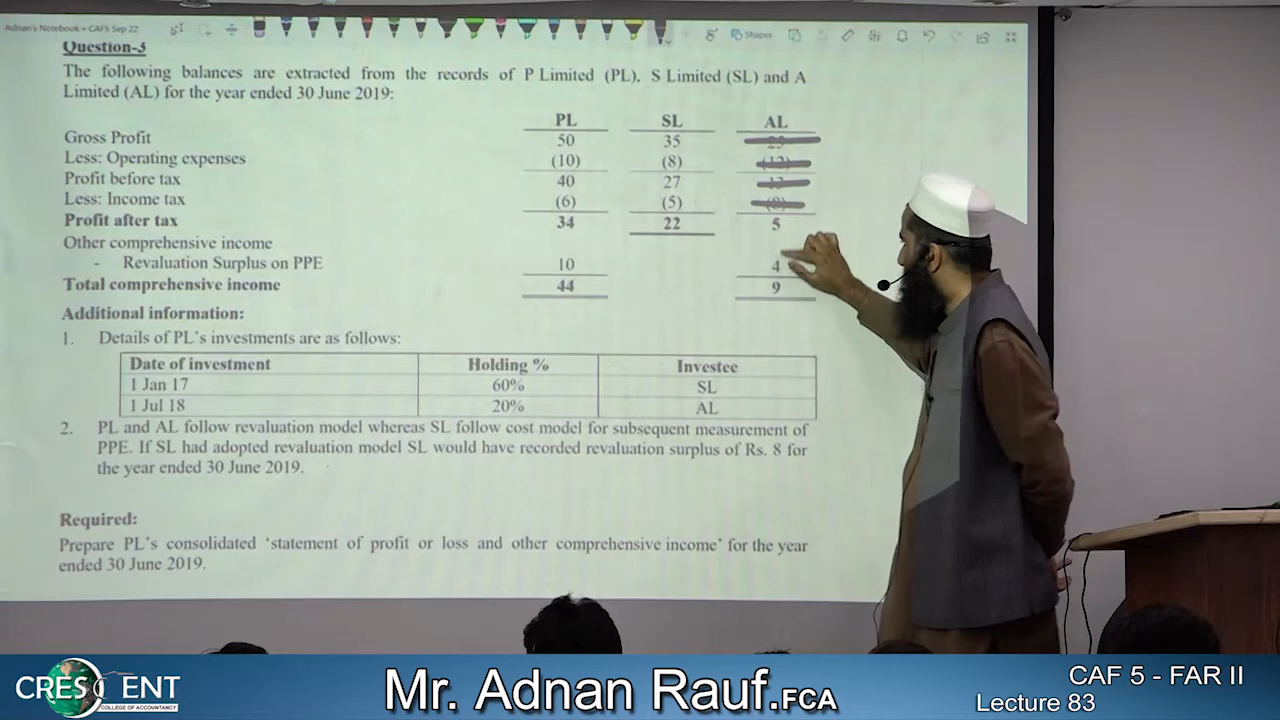 Adnan's Notebook » CAF5 Sep 22
Shapes
Question-3
The following balances are extracted from the records of P Limited (PL). S Limited (SL) and A
Limited (AL) for the year ended 30 June 2019:
PL SL AL
Gross Profit 50 35
Less: Operating expenses (10) (8)
Profit before tax 40 27
Less: Income tax (6) (5)
Profit after tax 34 22 5
Other comprehensive income
- Revaluation Surplus on PPE 10 4
Total comprehensive income 44 9
Additional information:
1. Details of PL's investments are as follows:
Date of investment Holding % Investee
1 Jan 17 60% SL
1 Jul 18 20% AL
2. PL and AL follow revaluation model whereas SL follow cost model for subsequent measurement of
PPE. If SL had adopted revaluation model SL would have recorded revaluation surplus of Rs. 8 for
the year ended 30 June 2019.
Required:
Prepare PL's consolidated 'statement of profit or loss and other comprehensive income' for the year
ended 30 June 2019.
CRESCENT
COLLEGE OF ACCOUNTANCY
Mr. Adnan Rauf.FCA
CAF 5 - FAR II
Lecture 83